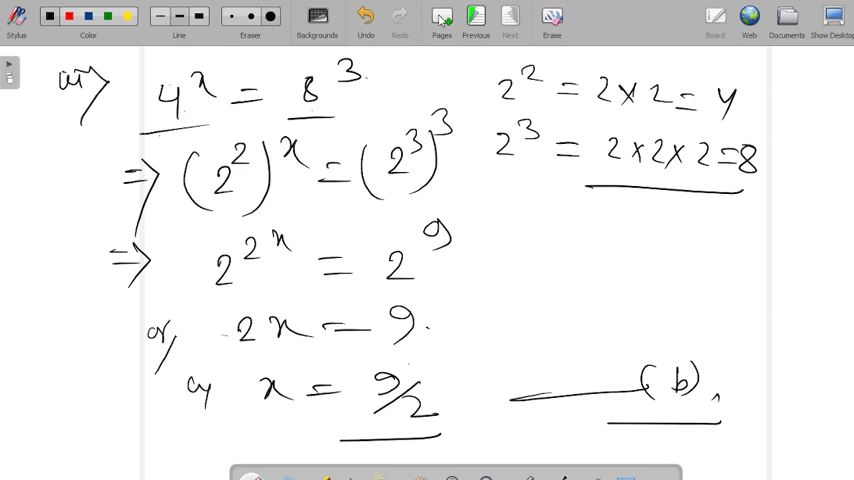 Stylus Color Line Eraser Backgrounds Undo Redo Pages Previous Next Erase Board Web Documents Show Desktop
4^x = 8^3.
2^2 = 2 × 2 = 4
=> (2^2)^x = (2^3)^3
2^3 = 2 × 2 × 2 = 8
=> 2^{2x} = 2^9
or, 2x = 9.
x = 9/2 (b),